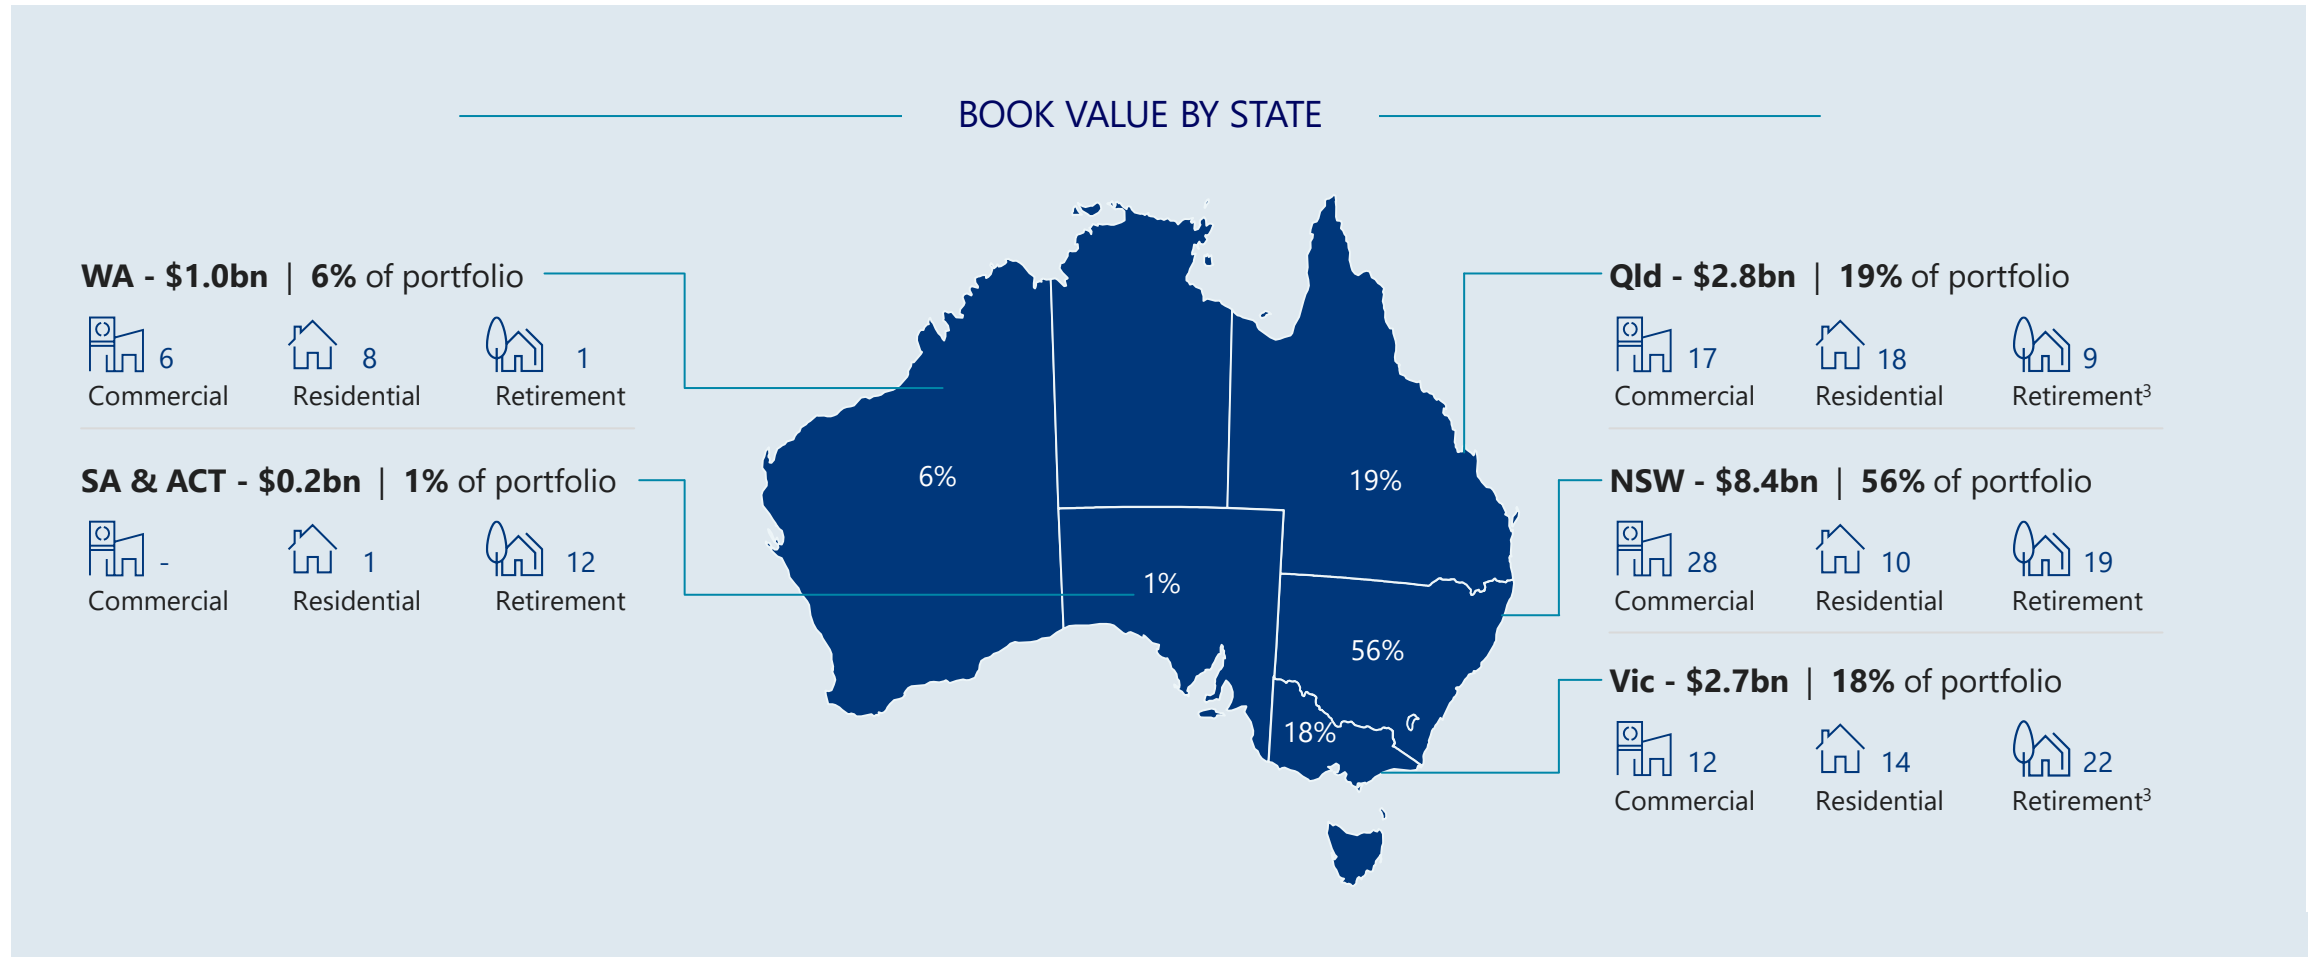 BOOK VALUE BY STATE
WA - $1.0bn | 6% of portfolio
6 8 1
Commercial Residential Retirement
SA & ACT - $0.2bn | 1% of portfolio
- 1 12
Commercial Residential Retirement
6%
1%
19%
56%
18%
Qld - $2.8bn | 19% of portfolio
17 18 9
Commercial Residential Retirement³
NSW - $8.4bn | 56% of portfolio
28 10 19
Commercial Residential Retirement
Vic - $2.7bn | 18% of portfolio
12 14 22
Commercial Residential Retirement³